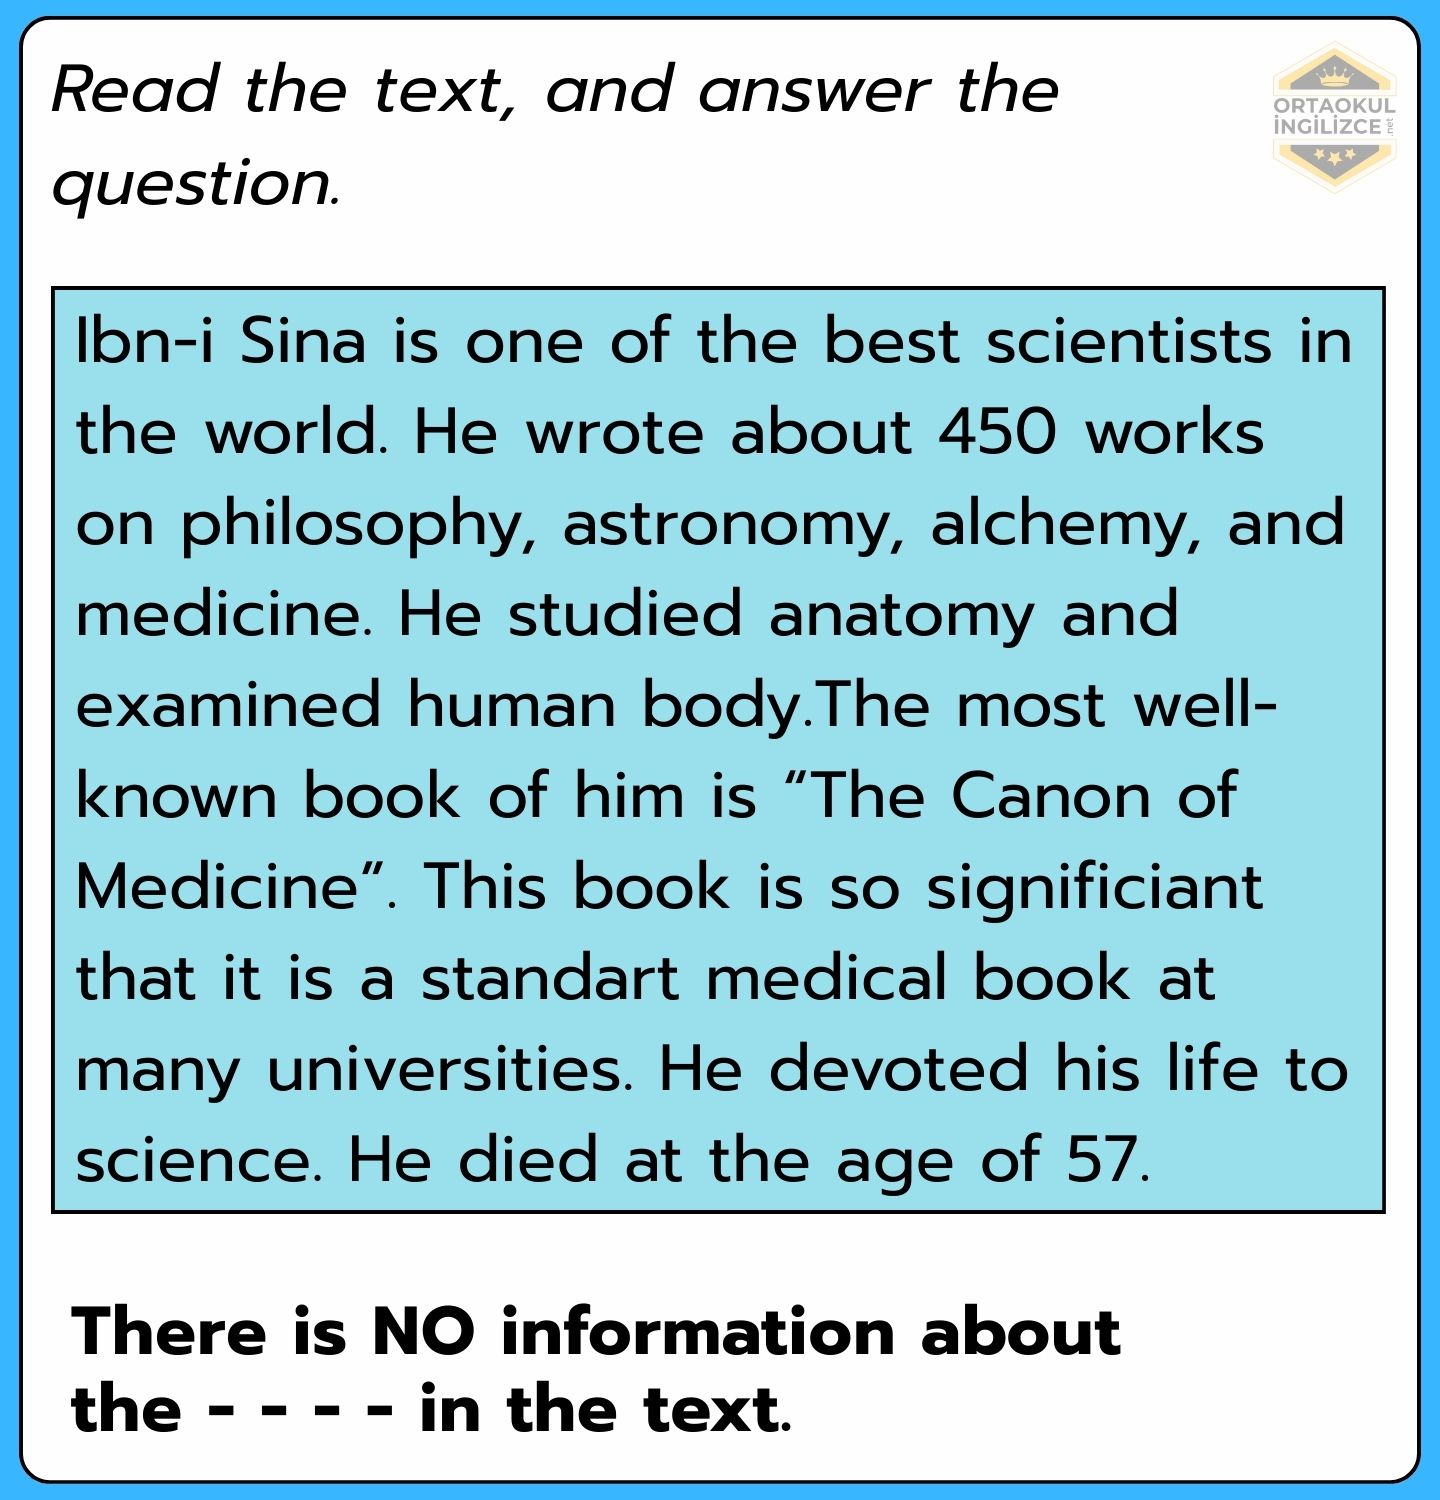 Read the text, and answer the
question.
ORTAOKUL
İNGİLİZCE
.net
Ibn-i Sina is one of the best scientists in
the world. He wrote about 450 works
on philosophy, astronomy, alchemy, and
medicine. He studied anatomy and
examined human body.The most well-
known book of him is “The Canon of
Medicine”. This book is so significiant
that it is a standart medical book at
many universities. He devoted his life to
science. He died at the age of 57.
There is NO information about
the - - - - in the text.